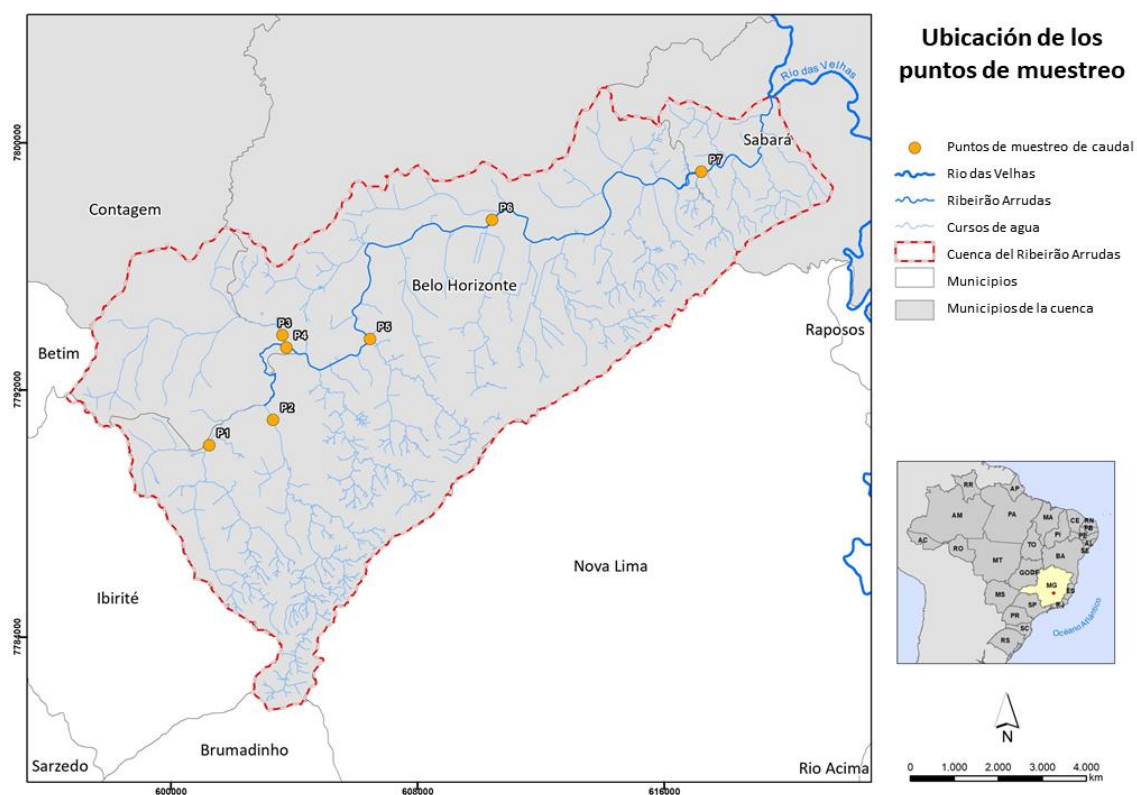 Ubicación de los
puntos de muestreo
Puntos de muestreo de caudal
Rio das Velhas
Ribeirão Arrudas
Cursos de agua
Cuenca del Ribeirão Arrudas
Municipios
Municipios de la cuenca
Rio das Velhas
Sabará
P7
Contagem
P6
Belo Horizonte
Raposos
P3
P4
P5
Betim
P2
P1
Nova Lima
Ibirité
Brumadinho
Sarzedo
Rio Acima
7800000
7792000
7784000
600000
608000
616000
RR
AP
AM
PA
MA
CE
RN
PB
PE
AL
SE
PI
AC
RO
TO
BA
MT
GO
DF
MG
ES
MS
SP
RJ
PR
SC
RS
Océano Atlántico
N
0
1.000
2.000
3.000
4.000
km